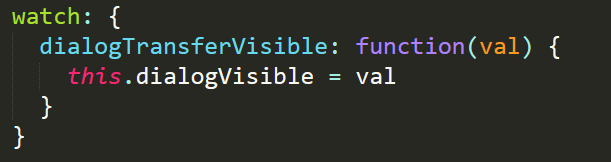 watch: {
  dialogTransferVisible: function(val) {
    this.dialogVisible = val
  }
}